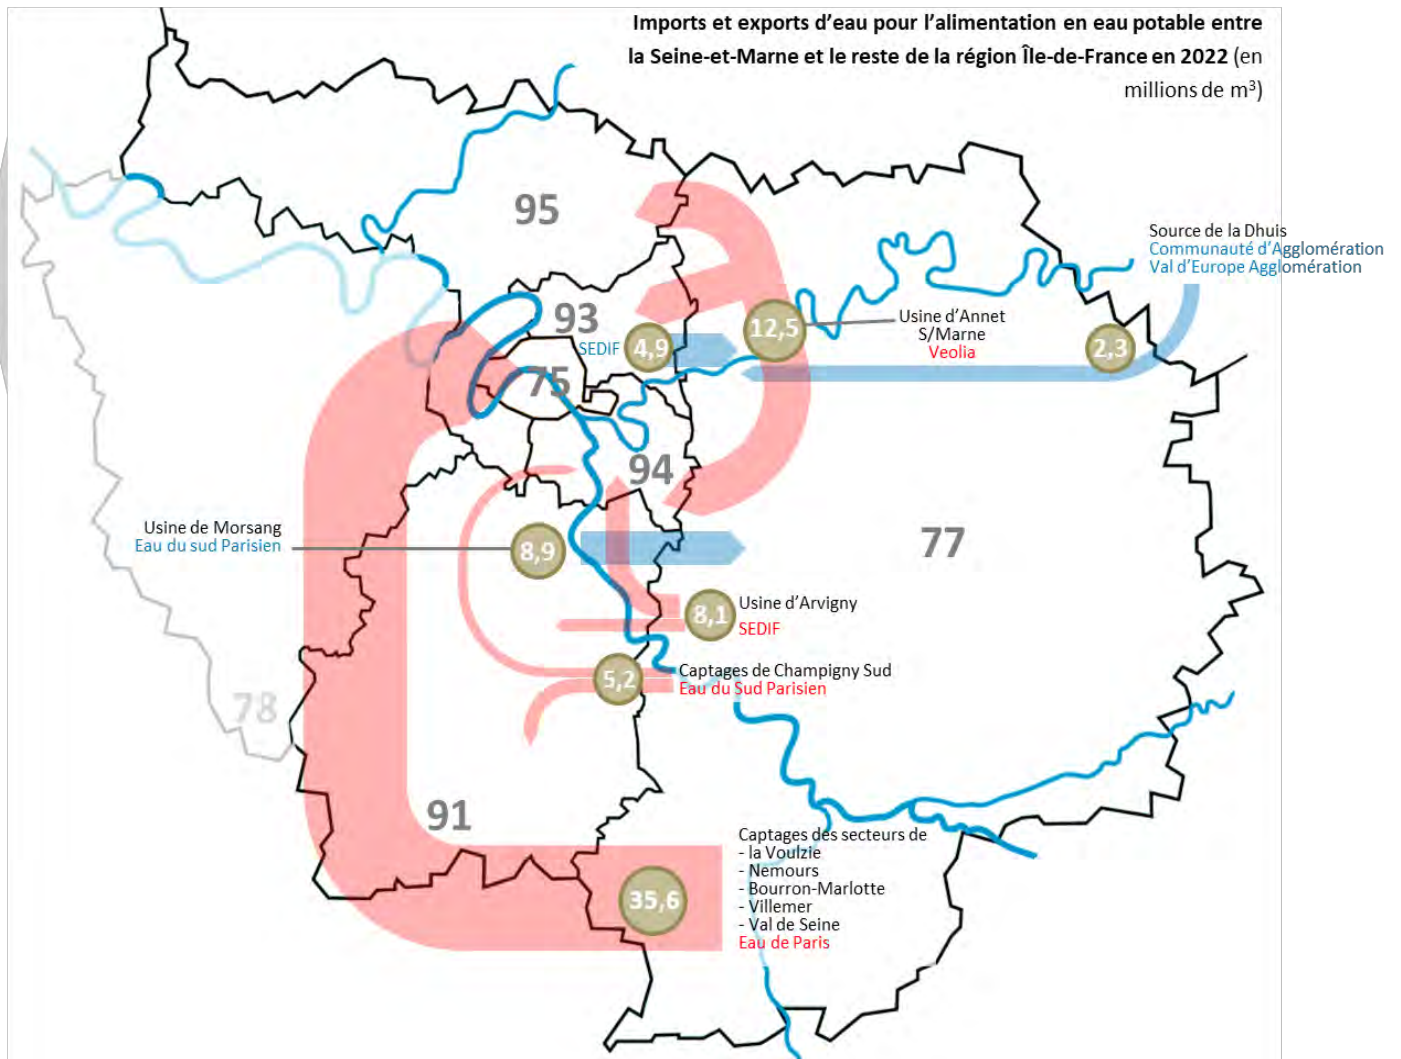 Imports et exports d’eau pour l’alimentation en eau potable entre
la Seine-et-Marne et le reste de la région Île-de-France en 2022 (en
millions de m³)
95
Source de la Dhuis
Communauté d’Agglomération
Val d’Europe Agglomération
93
SEDIF
4,9
12,5
Usine d’Annet
S/Marne
Veolia
2,3
75
94
Usine de Morsang
Eau du sud Parisien
8,9
77
8,1
Usine d’Arvigny
SEDIF
5,2
Captages de Champigny Sud
Eau du Sud Parisien
78
91
Captages des secteurs de
- la Voulzie
- Nemours
- Bourron-Marlotte
- Villemer
- Val de Seine
Eau de Paris
35,6